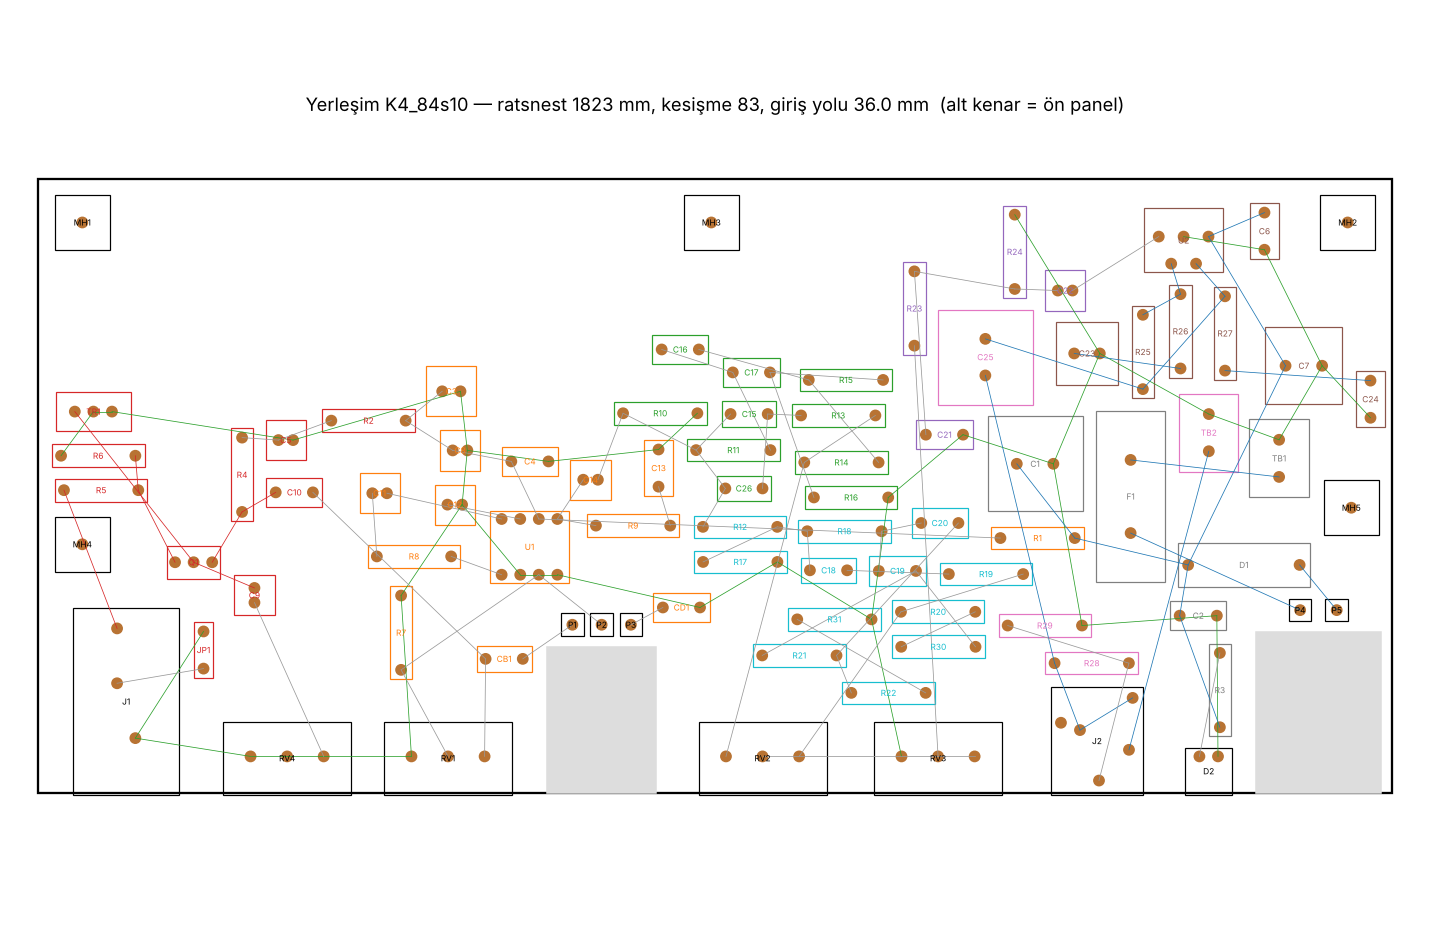 Yerleşim K4_84s10 — ratsnest 1823 mm, kesişme 83, giriş yolu 36.0 mm  (alt kenar = ön panel)
MH1
MH3
MH2
C6
R24
R23
R26
R27
R25
C23
C25
C7
C24
C16
C17
R15
R10
C15
R13
R2
R11
R14
C21
TB2
TB1
R6
R4
C4
C13
C1
R5
C10
C26
R16
F1
MH5
R9
R12
R18
C20
R1
MH4
U1
R8
R17
C18
C19
R19
D1
CO1
P1
P2
P3
R31
R20
R29
C2
P4
P5
R7
JP1
CB1
R21
R30
R28
R22
R3
J1
J2
RV4
RV1
RV2
RV3
D2